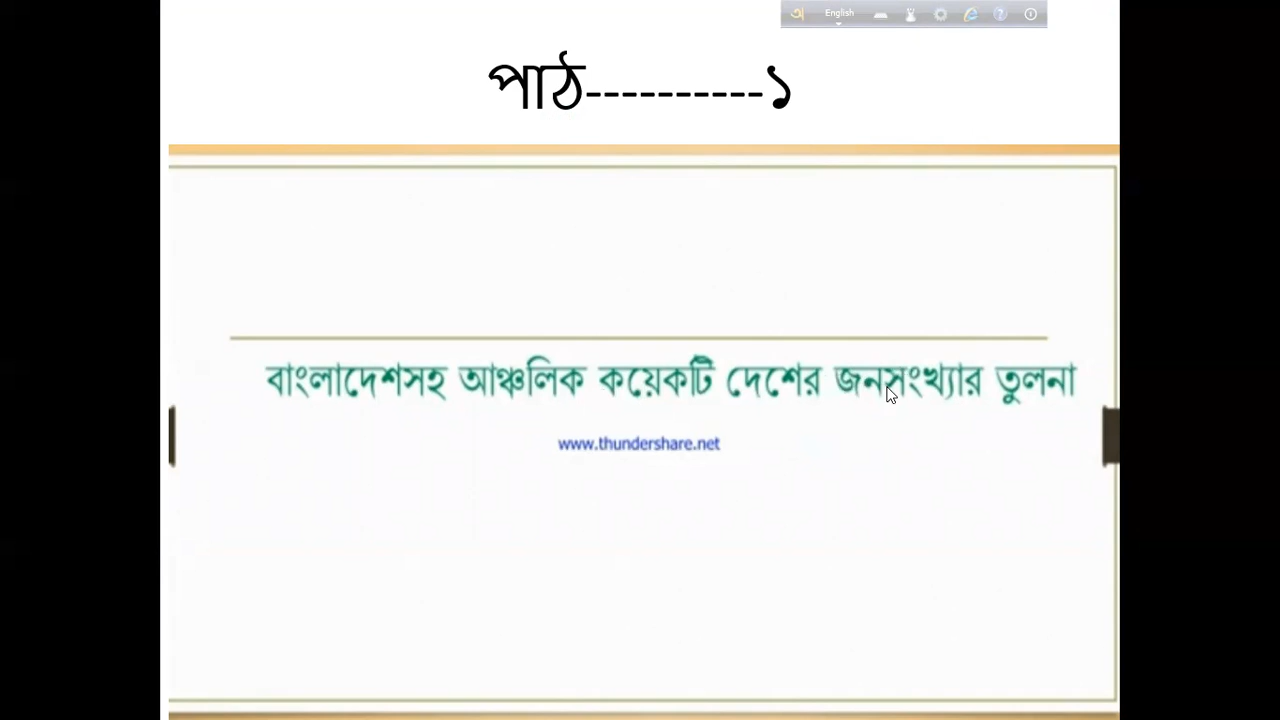 English
পাঠ----------১
বাংলাদেশসহ আঞ্চলিক কয়েকটি দেশের জনসংখ্যার তুলনা
www.thundershare.net